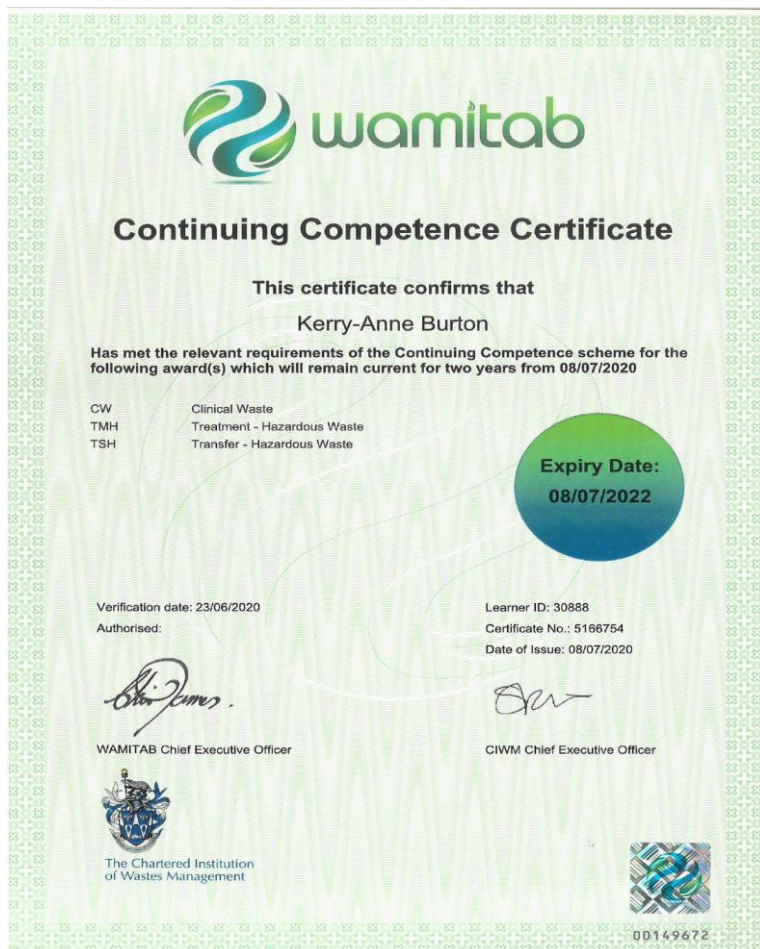 wamitab
Continuing Competence Certificate
This certificate confirms that
Kerry-Anne Burton
Has met the relevant requirements of the Continuing Competence scheme for the
following award(s) which will remain current for two years from 08/07/2020
CW Clinical Waste
TMH Treatment - Hazardous Waste
TSH Transfer - Hazardous Waste
Expiry Date:
08/07/2022
Verification date: 23/06/2020
Authorised:
Learner ID: 30888
Certificate No.: 5166754
Date of Issue: 08/07/2020
WAMITAB Chief Executive Officer
CIWM Chief Executive Officer
The Chartered Institution
of Wastes Management
00149672